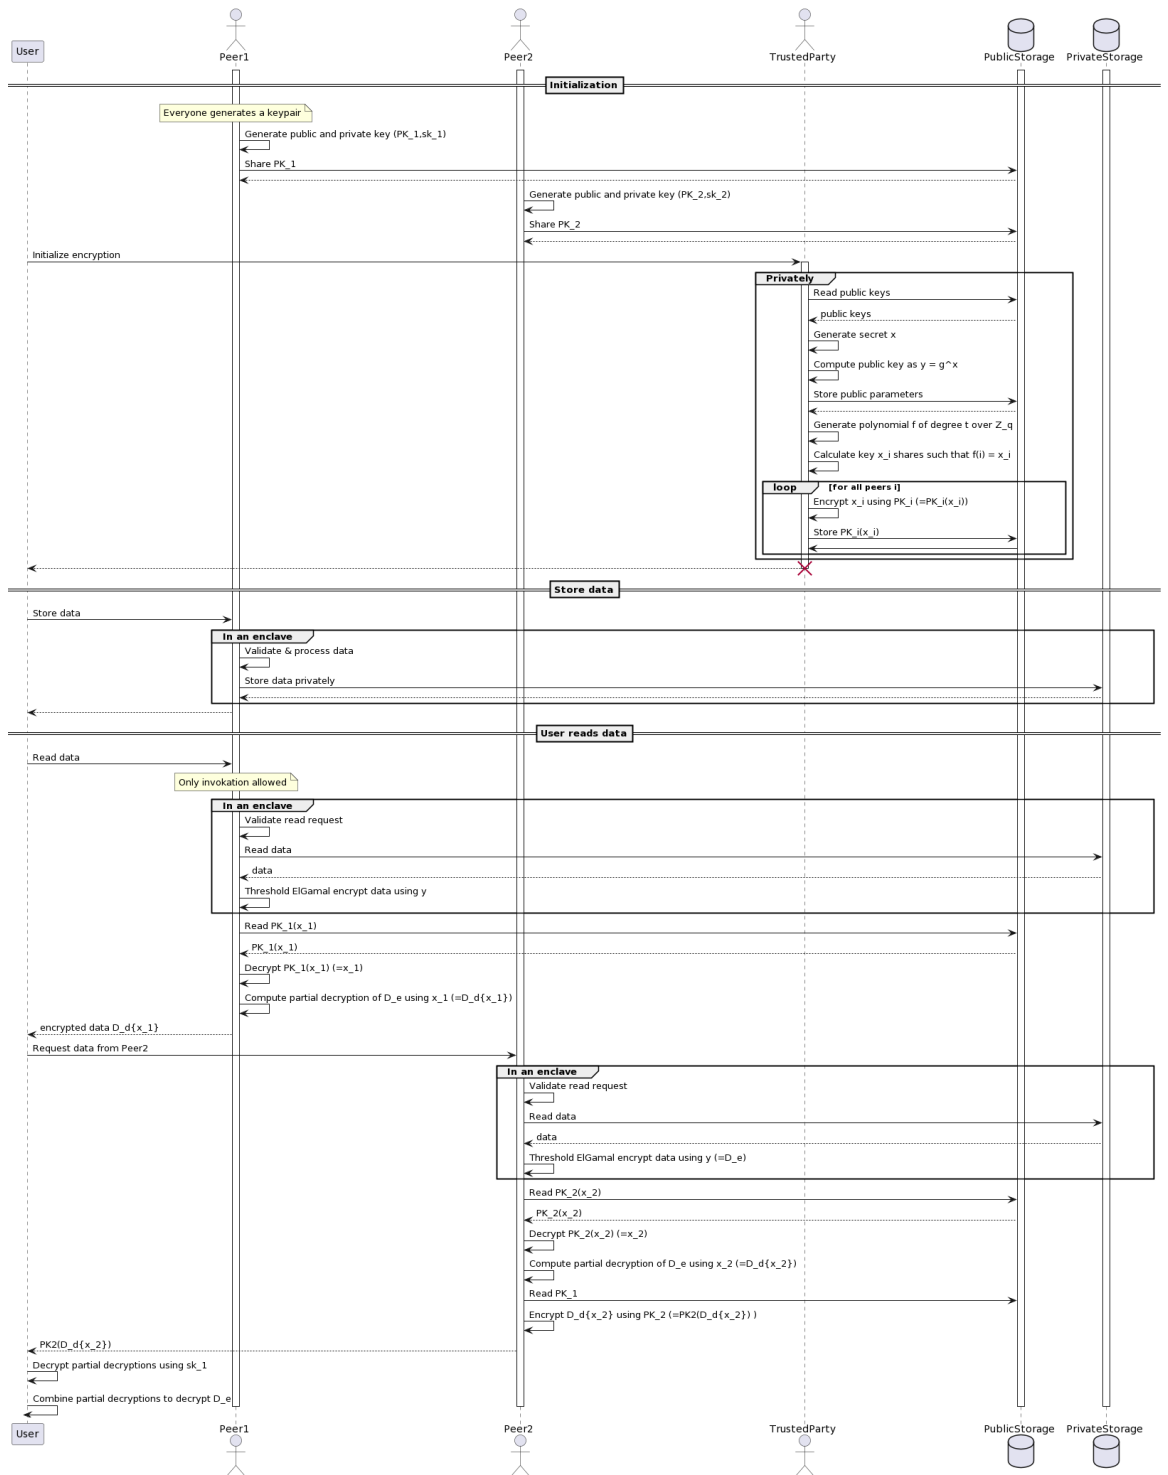 User
Peer1
Peer2
TrustedParty
PublicStorage
PrivateStorage
Initialization
Everyone generates a keypair
Generate public and private key (PK_1,sk_1)
Share PK_1
Generate public and private key (PK_2,sk_2)
Share PK_2
Initialize encryption
Privately
Read public keys
public keys
Generate secret x
Compute public key as y = g^x
Store public parameters
Generate polynomial f of degree t over Z_q
Calculate key x_i shares such that f(i) = x_i
loop [for all peers i]
Encrypt x_i using PK_i (=PK_i(x_i))
Store PK_i(x_i)
Store data
Store data
In an enclave
Validate & process data
Store data privately
User reads data
Read data
Only invokation allowed
In an enclave
Validate read request
Read data
data
Threshold ElGamal encrypt data using y
Read PK_1(x_1)
PK_1(x_1)
Decrypt PK_1(x_1) (=x_1)
Compute partial decryption of D_e using x_1 (=D_d{x_1})
encrypted data D_d{x_1}
Request data from Peer2
In an enclave
Validate read request
Read data
data
Threshold ElGamal encrypt data using y (=D_e)
Read PK_2(x_2)
PK_2(x_2)
Decrypt PK_2(x_2) (=x_2)
Compute partial decryption of D_e using x_2 (=D_d{x_2})
Read PK_1
Encrypt D_d{x_2} using PK_2 (=PK2(D_d{x_2}) )
PK2(D_d{x_2})
Decrypt partial decryptions using sk_1
Combine partial decryptions to decrypt D_e
User
Peer1
Peer2
TrustedParty
PublicStorage
PrivateStorage